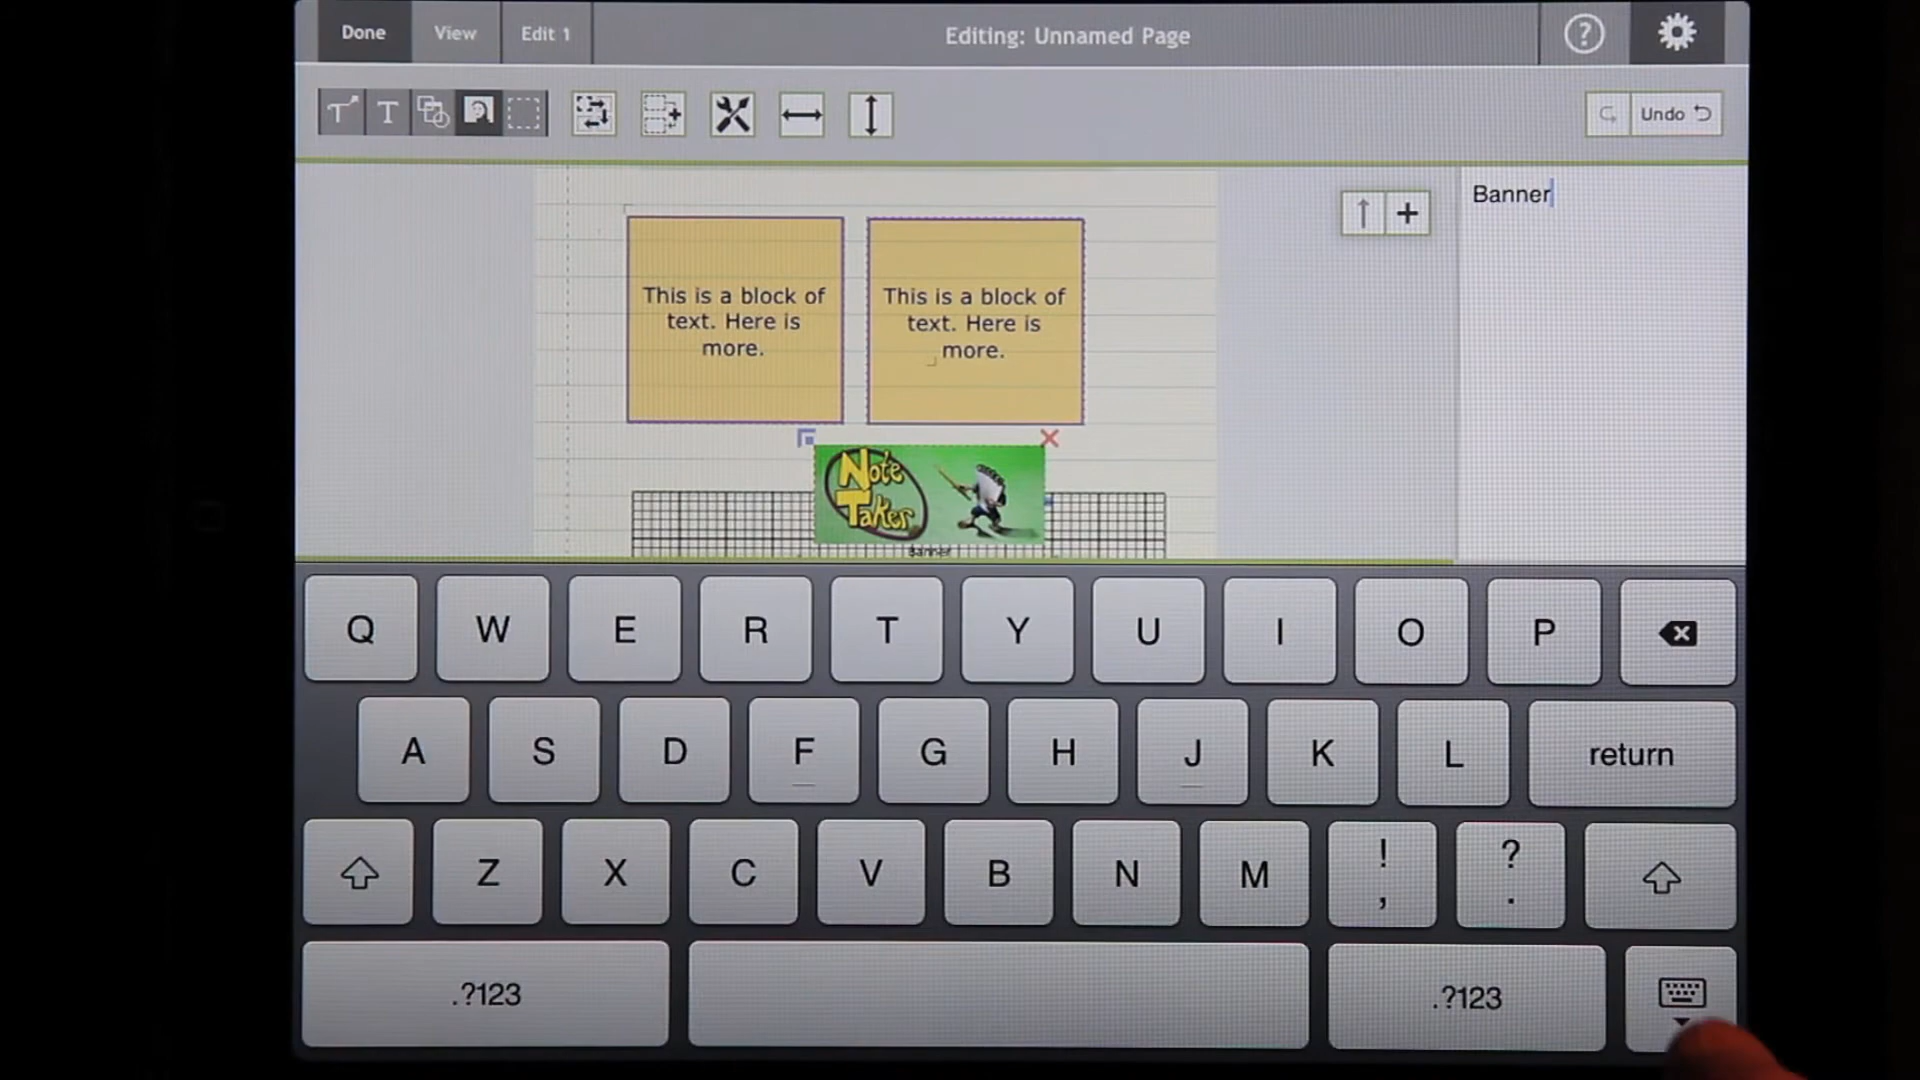 Done View Edit 1 Editing: Unnamed Page ?
T T Undo
Banner
This is a block of
text. Here is
more.
This is a block of
text. Here is
more.
Note
Taker
Banner
Q W E R T Y U I O P
A S D F G H J K L return
Z X C V B N M ! , ? .
.?123 .?123